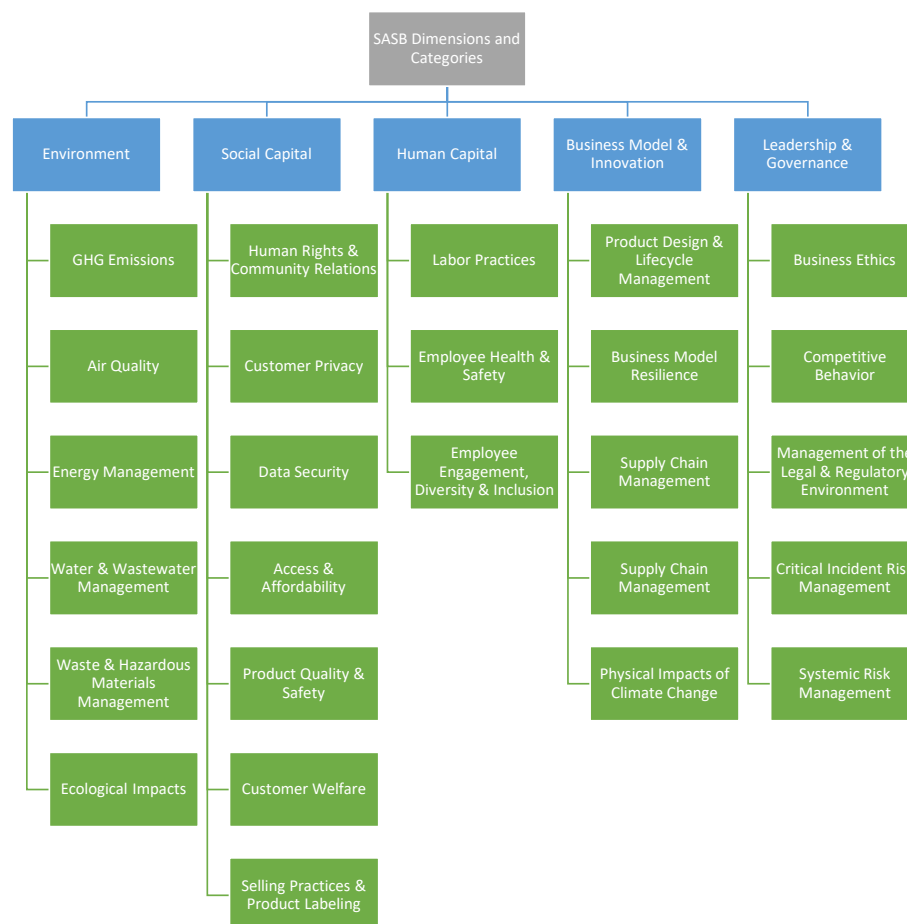 SASB Dimensions and
Categories
Environment
GHG Emissions
Air Quality
Energy Management
Water & Wastewater
Management
Waste & Hazardous
Materials
Management
Ecological Impacts
Social Capital
Human Rights &
Community Relations
Customer Privacy
Data Security
Access &
Affordability
Product Quality &
Safety
Customer Welfare
Selling Practices &
Product Labeling
Human Capital
Labor Practices
Employee Health &
Safety
Employee
Engagement,
Diversity & Inclusion
Business Model &
Innovation
Product Design &
Lifecycle
Management
Business Model
Resilience
Supply Chain
Management
Supply Chain
Management
Physical Impacts of
Climate Change
Leadership &
Governance
Business Ethics
Competitive
Behavior
Management of the
Legal & Regulatory
Environment
Critical Incident Risk
Management
Systemic Risk
Management